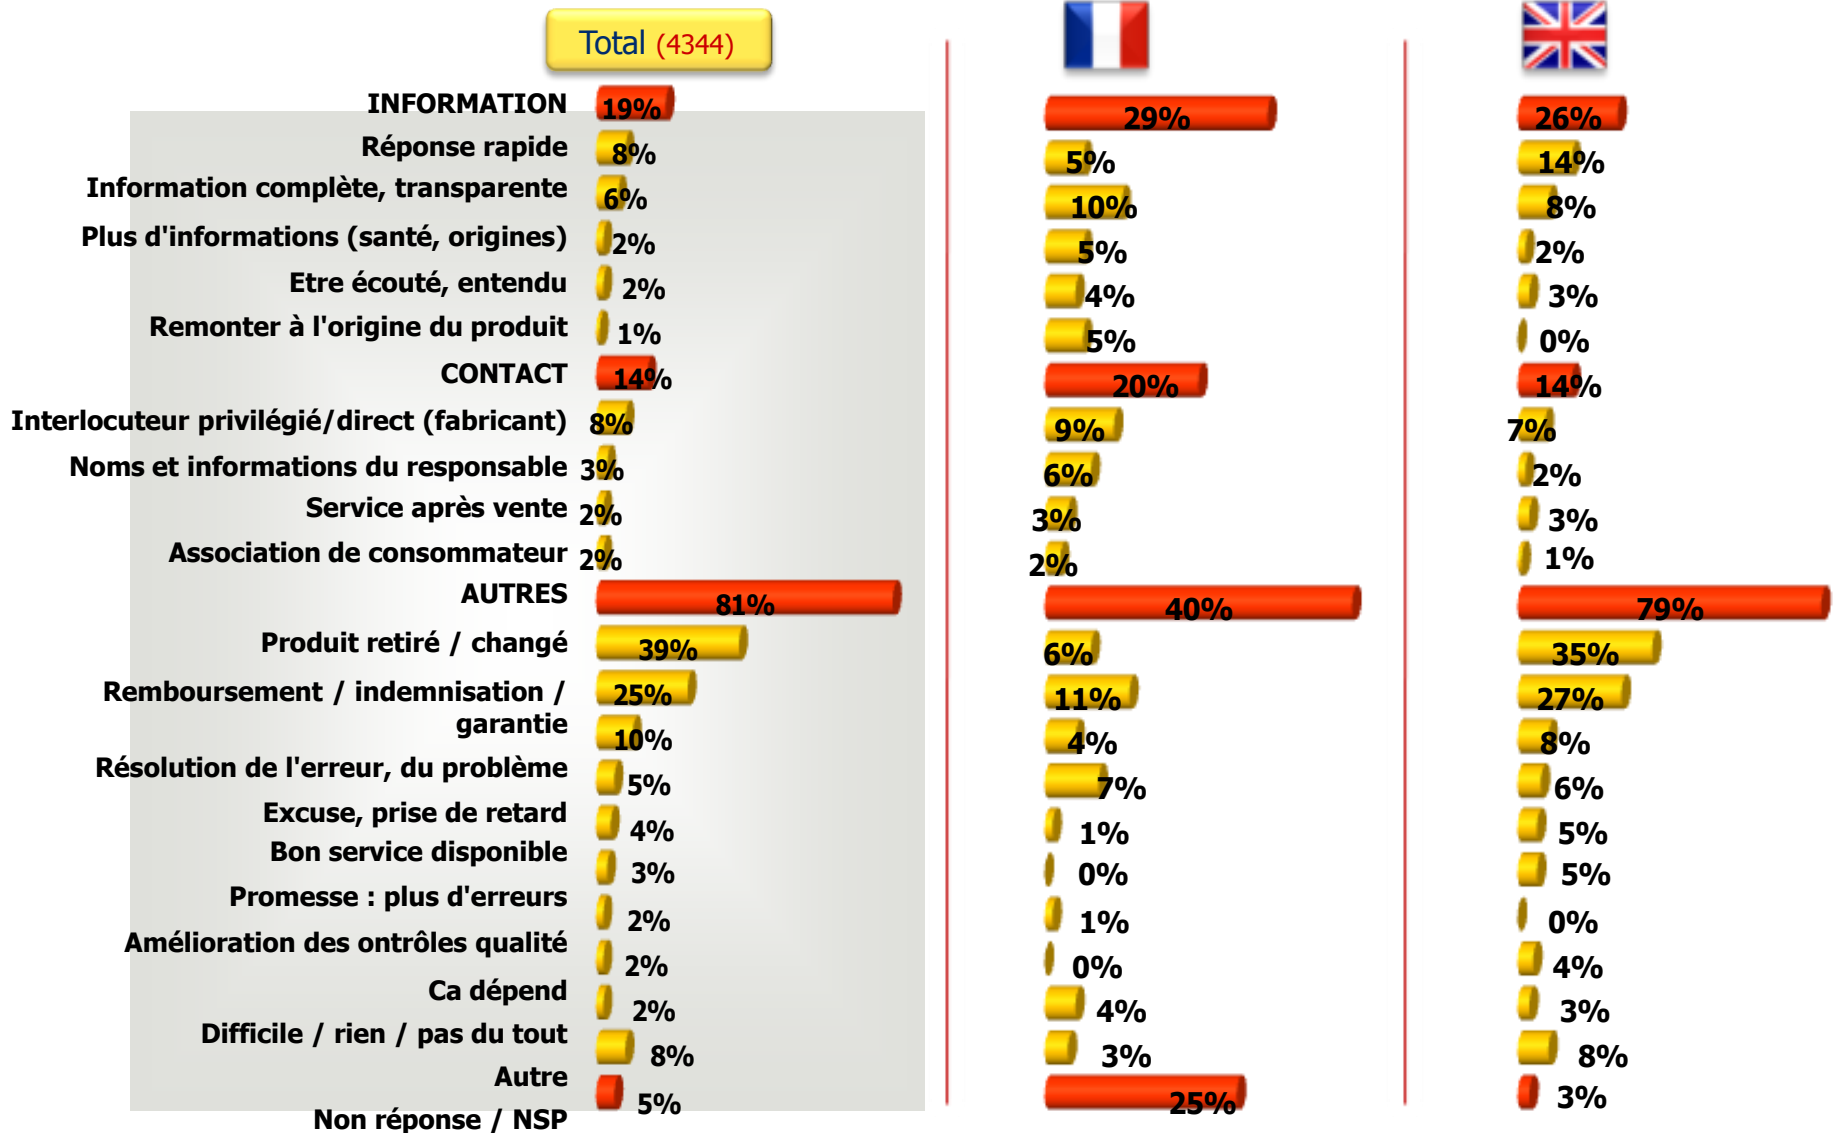 Total (4344)
INFORMATION 19% 29% 26%
Réponse rapide 8% 5% 14%
Information complète, transparente 6% 10% 8%
Plus d'informations (santé, origines) 2% 5% 2%
Etre écouté, entendu 2% 4% 3%
Remonter à l'origine du produit 1% 5% 0%
CONTACT 14% 20% 14%
Interlocuteur privilégié/direct (fabricant) 8% 9% 7%
Noms et informations du responsable 3% 6% 2%
Service après vente 2% 3% 3%
Association de consommateur 2% 2% 1%
AUTRES 81% 40% 79%
Produit retiré / changé 39% 6% 35%
Remboursement / indemnisation / 25% 11% 27%
garantie 10% 4% 8%
Résolution de l'erreur, du problème 5% 7% 6%
Excuse, prise de retard 4% 1% 5%
Bon service disponible 3% 0% 5%
Promesse : plus d'erreurs 2% 1% 0%
Amélioration des ontrôles qualité 2% 0% 4%
Ca dépend 2% 4% 3%
Difficile / rien / pas du tout 8% 3% 8%
Autre 5% 25% 3%
Non réponse / NSP